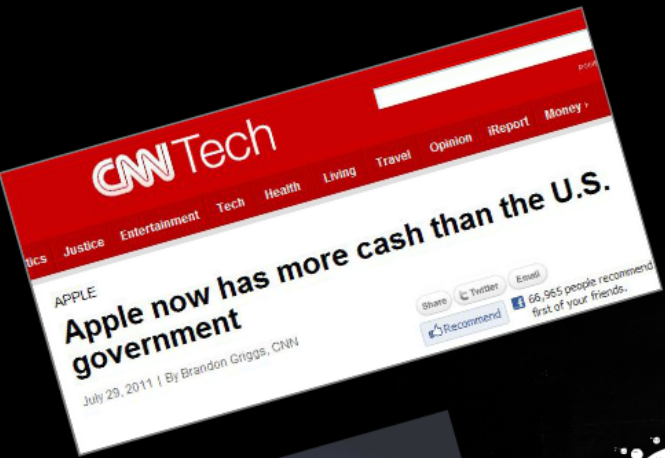 CNN Tech
tics Justice Entertainment Tech Health Living Travel Opinion iReport Money ›
APPLE
Apple now has more cash than the U.S.
government
July 29, 2011 | By Brandon Griggs, CNN
Share Twitter Email
Recommend
66,965 people recommend
first of your friends.